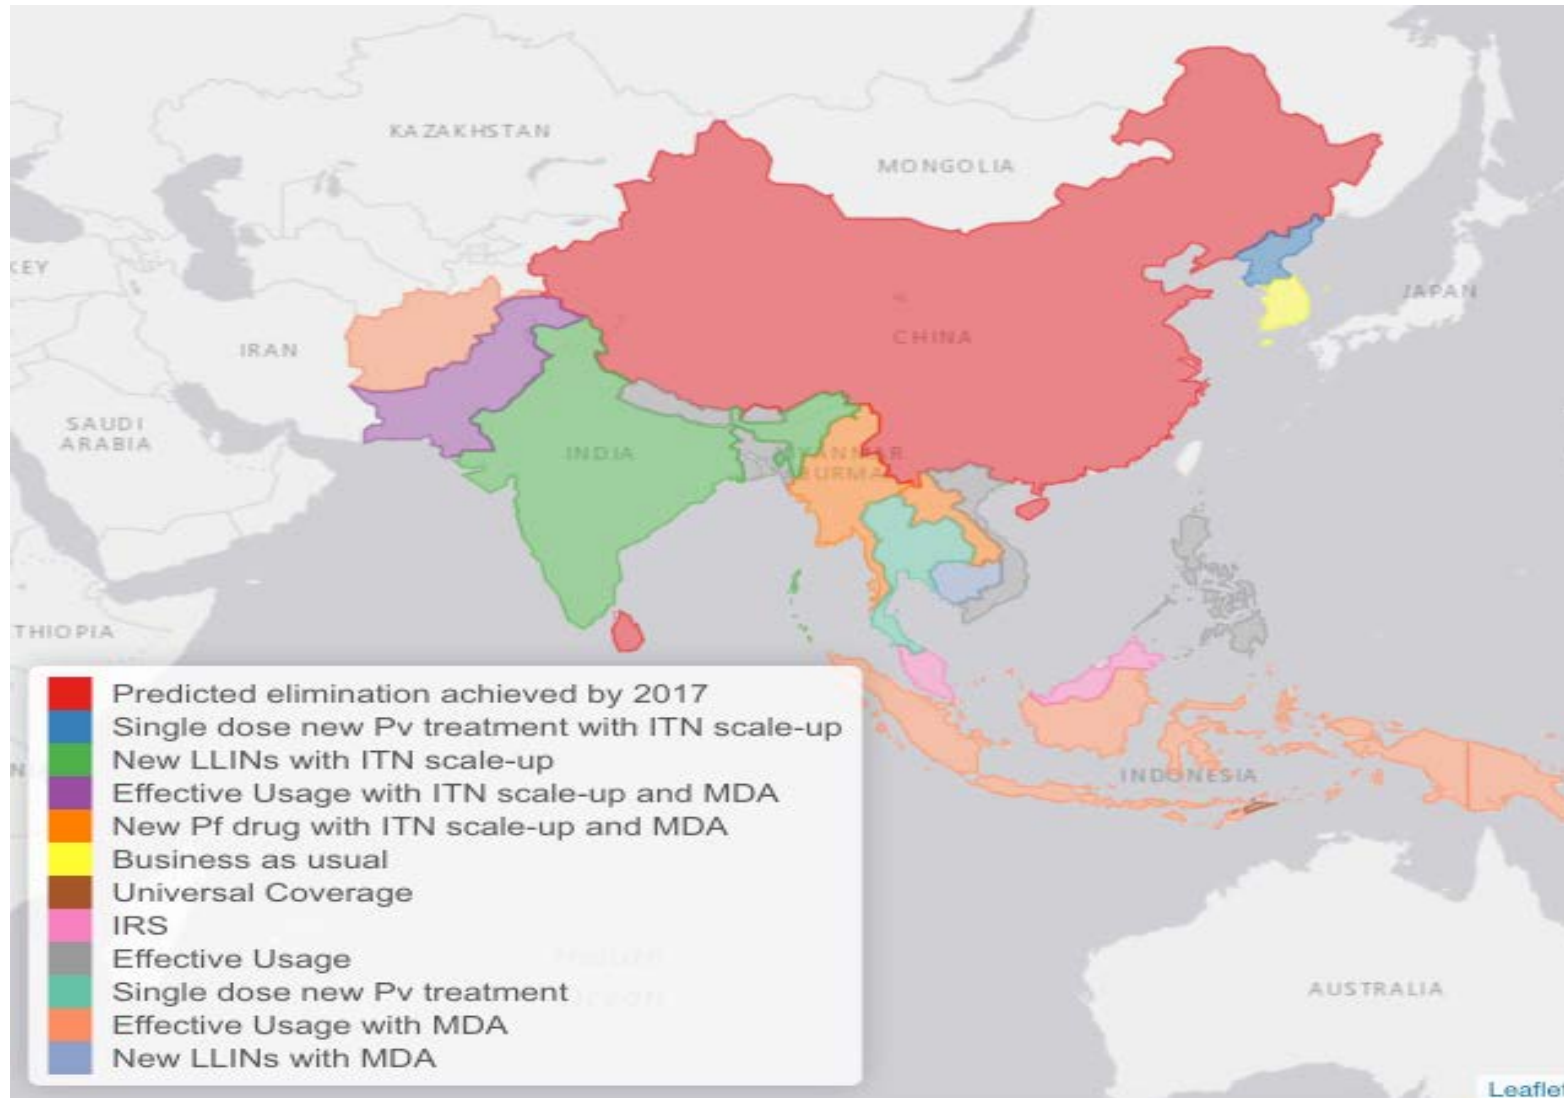 KAZAKHSTAN
MONGOLIA
KEY
JAPAN
IRAN
CHINA
SAUDI
ARABIA
INDIA
MYANMAR
BURMA
THIOPIA
INDONESIA
AUSTRALIA
Predicted elimination achieved by 2017
Single dose new Pv treatment with ITN scale-up
New LLINs with ITN scale-up
Effective Usage with ITN scale-up and MDA
New Pf drug with ITN scale-up and MDA
Business as usual
Universal Coverage
IRS
Effective Usage
Single dose new Pv treatment
Effective Usage with MDA
New LLINs with MDA
Leaflet